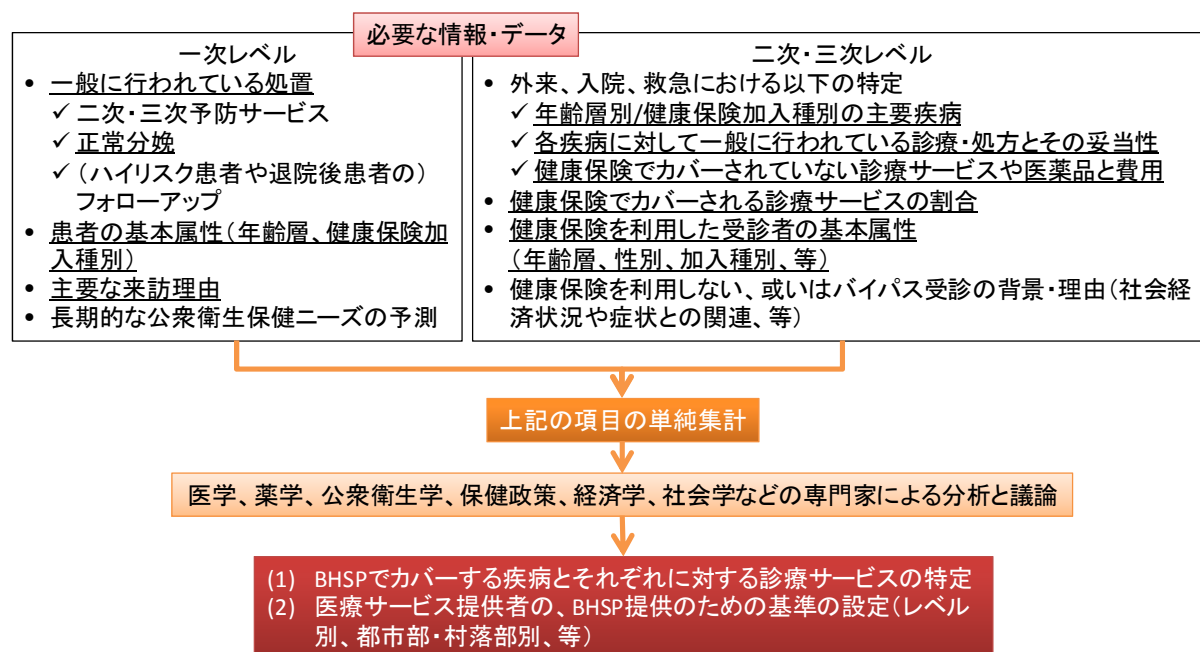 必要な情報・データ
一次レベル
• 一般に行われている処置
✓ 二次・三次予防サービス
✓ 正常分娩
✓ （ハイリスク患者や退院後患者の）
フォローアップ
• 患者の基本属性（年齢層、健康保険加
入種別）
• 主要な来訪理由
• 長期的な公衆衛生保健ニーズの予測
二次・三次レベル
• 外来、入院、救急における以下の特定
✓ 年齢層別/健康保険加入種別の主要疾病
✓ 各疾病に対して一般に行われている診療・処方とその妥当性
✓ 健康保険でカバーされていない診療サービスや医薬品と費用
• 健康保険でカバーされる診療サービスの割合
• 健康保険を利用した受診者の基本属性
（年齢層、性別、加入種別、等）
• 健康保険を利用しない、或いはバイパス受診の背景・理由（社会経
済状況や症状との関連、等）
上記の項目の単純集計
医学、薬学、公衆衛生学、保健政策、経済学、社会学などの専門家による分析と議論
(1) BHSPでカバーする疾病とそれぞれに対する診療サービスの特定
(2) 医療サービス提供者の、BHSP提供のための基準の設定（レベル
別、都市部・村落部別、等）